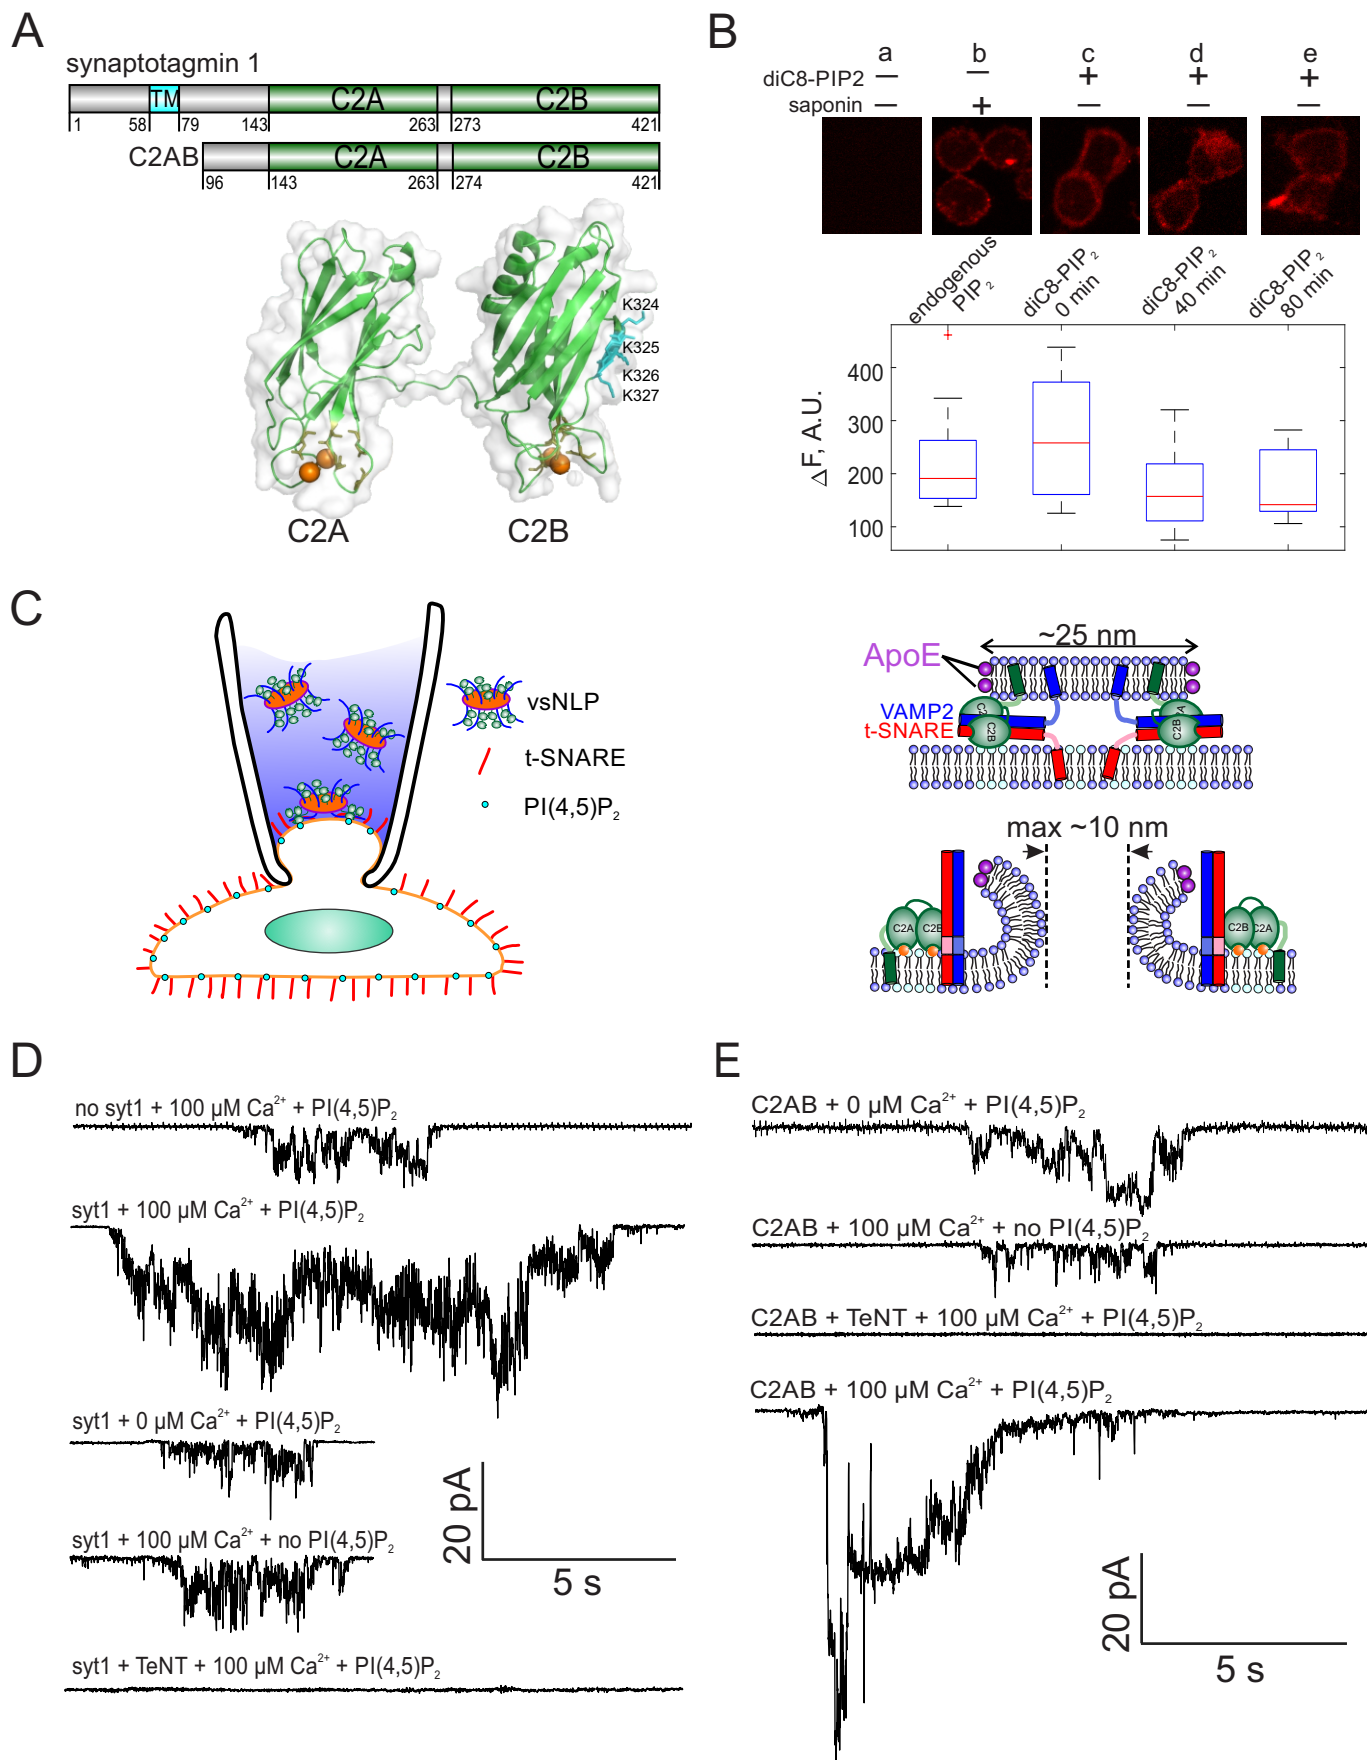 A
synaptotagmin 1
TM C2A C2B
1 58 79 143 263 273 421
C2AB C2A C2B
96 143 263 274 421
K324
K325
K326
K327
C2A C2B
B
a b c d e
diC8-PIP2 — — + + +
saponin — + — — —
endogenous PIP₂
diC8-PIP₂ 0 min
diC8-PIP₂ 40 min
diC8-PIP₂ 80 min
△F, A.U.
400
300
200
100
C
vsNLP
t-SNARE
PI(4,5)P₂
~25 nm
ApoE
VAMP2
t-SNARE
C2B
C2B
max ~10 nm
C2A C2B C2B C2A
D
no syt1 + 100 µM Ca²⁺ + PI(4,5)P₂
syt1 + 100 µM Ca²⁺ + PI(4,5)P₂
syt1 + 0 µM Ca²⁺ + PI(4,5)P₂
syt1 + 100 µM Ca²⁺ + no PI(4,5)P₂
syt1 + TeNT + 100 µM Ca²⁺ + PI(4,5)P₂
20 pA
5 s
E
C2AB + 0 µM Ca²⁺ + PI(4,5)P₂
C2AB + 100 µM Ca²⁺ + no PI(4,5)P₂
C2AB + TeNT + 100 µM Ca²⁺ + PI(4,5)P₂
C2AB + 100 µM Ca²⁺ + PI(4,5)P₂
20 pA
5 s